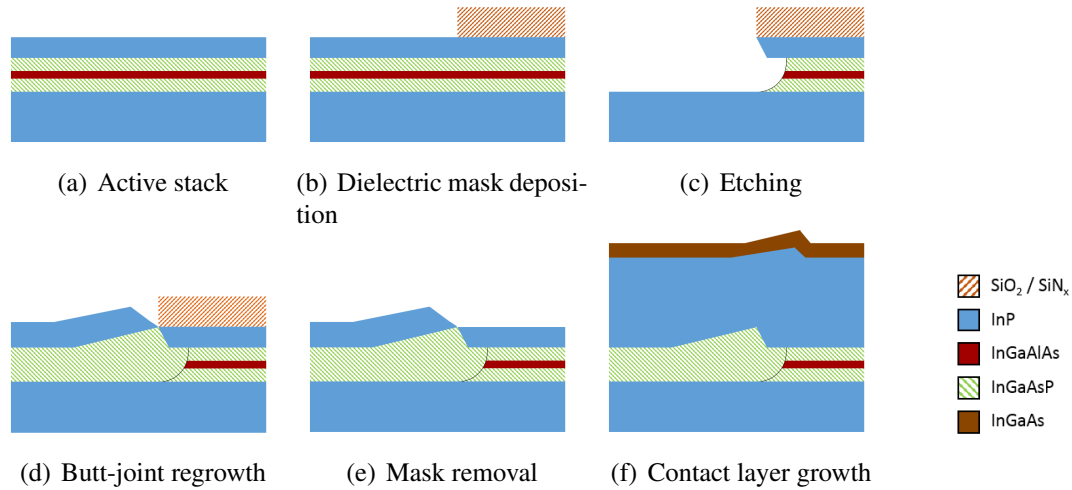 (a) Active stack
(b) Dielectric mask deposi-
tion
(c) Etching
SiO₂ / SiNₓ
InP
InGaAlAs
InGaAsP
InGaAs
(d) Butt-joint regrowth
(e) Mask removal
(f) Contact layer growth